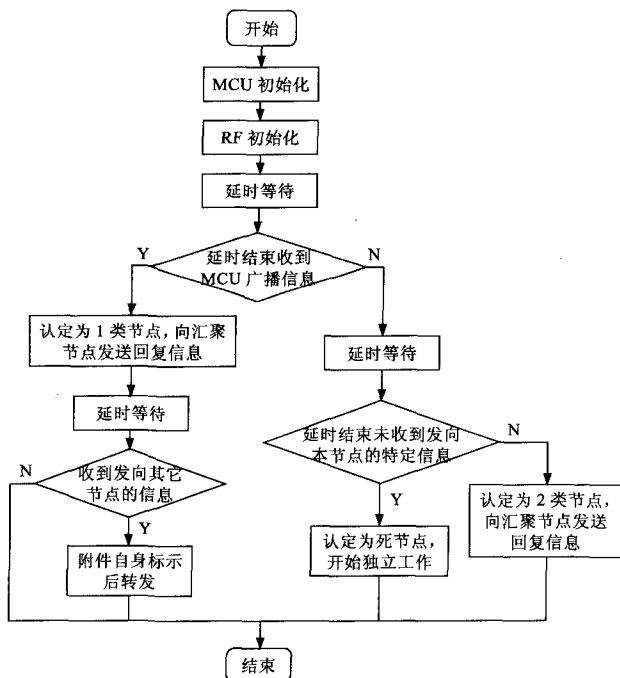 开始
MCU 初始化
RF 初始化
延时等待
延时结束收到
MCU 广播信息
Y
N
认定为 1 类节点，向汇聚
节点发送回复信息
延时等待
收到发向其它
节点的信息
N
Y
附件自身标示
后转发
延时等待
延时结束未收到发向
本节点的特定信息
N
Y
认定为死节点，
开始独立工作
认定为 2 类节点，
向汇聚节点发送
回复信息
结束